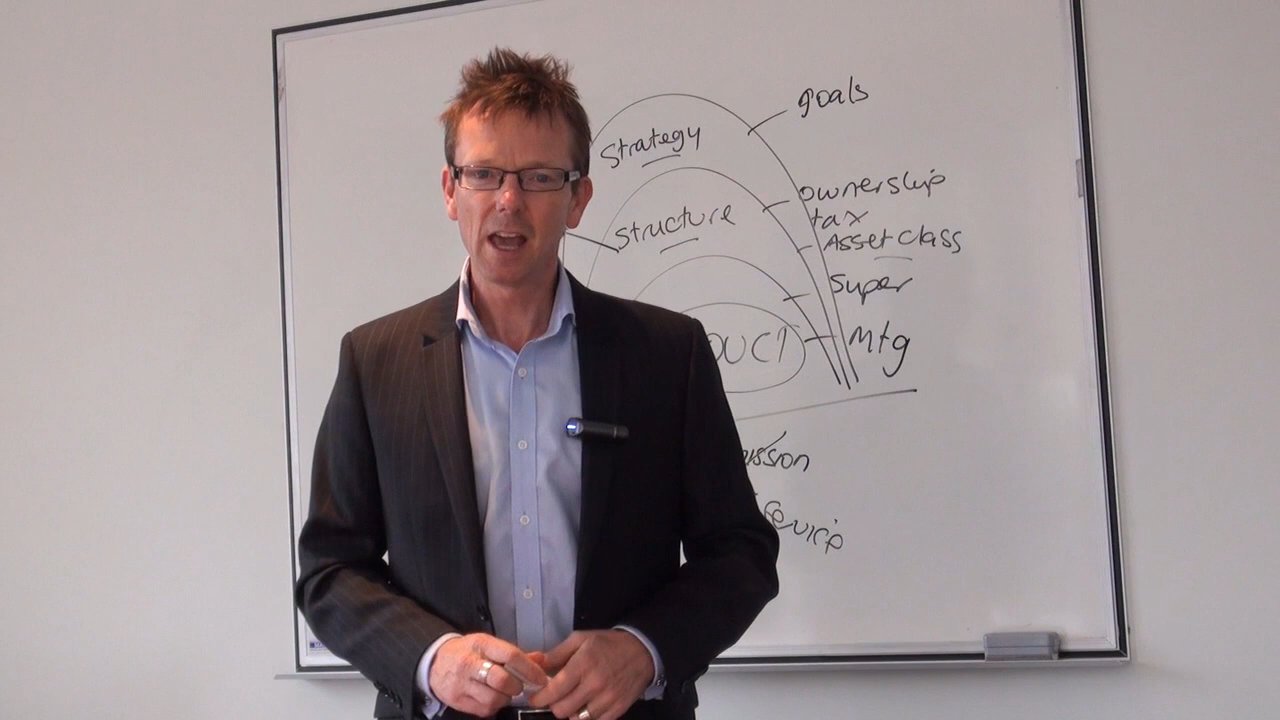 goals
Strategy
ownership
Structure
tax
Asset class
Super
Mtg